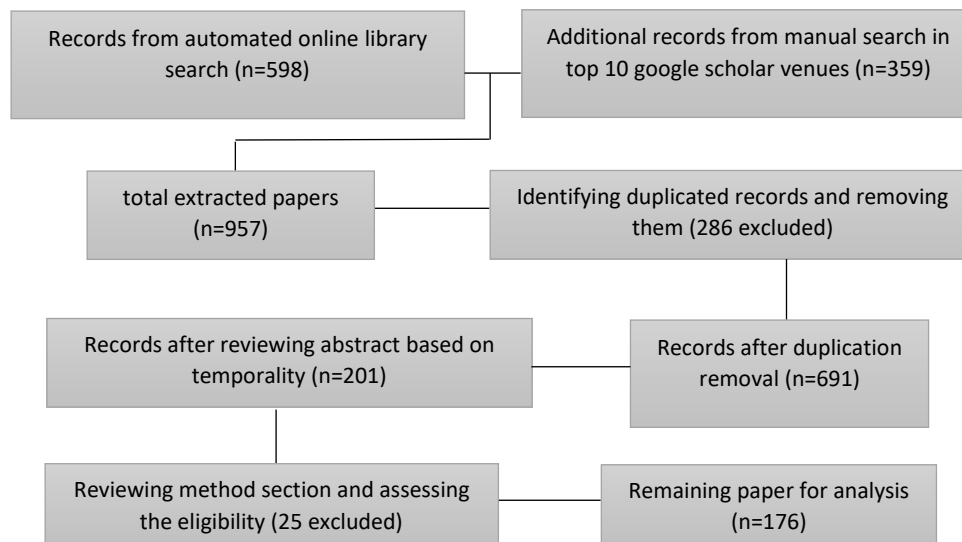 Records from automated online library
search (n=598)
Additional records from manual search in
top 10 google scholar venues (n=359)
total extracted papers
(n=957)
Identifying duplicated records and removing
them (286 excluded)
Records after reviewing abstract based on
temporality (n=201)
Records after duplication
removal (n=691)
Reviewing method section and assessing
the eligibility (25 excluded)
Remaining paper for analysis
(n=176)